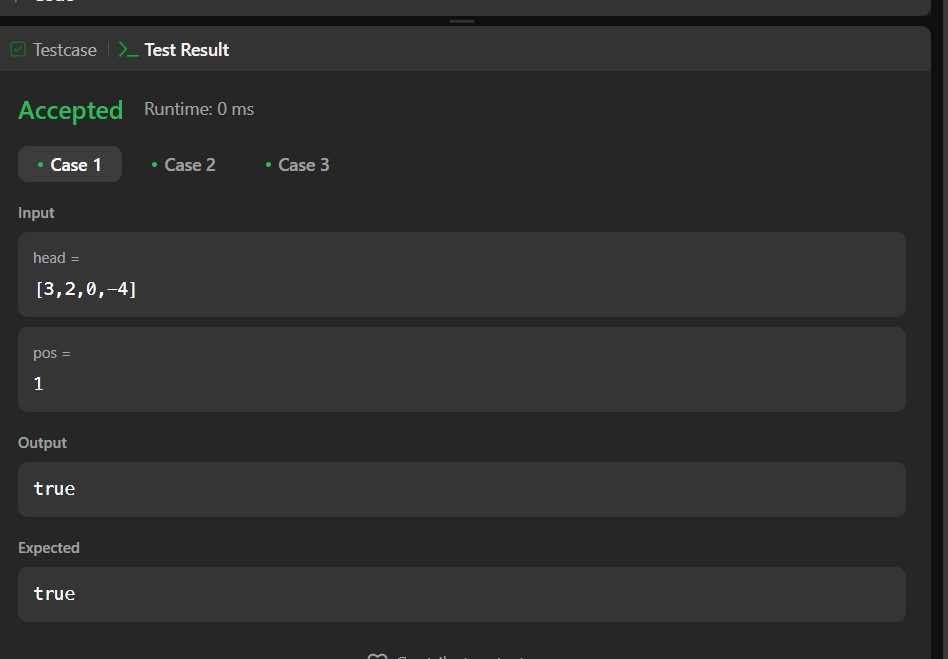 Testcase
Test Result
Accepted Runtime: 0 ms
Case 1 Case 2 Case 3
Input
head =
[3,2,0,-4]
pos =
1
Output
true
Expected
true